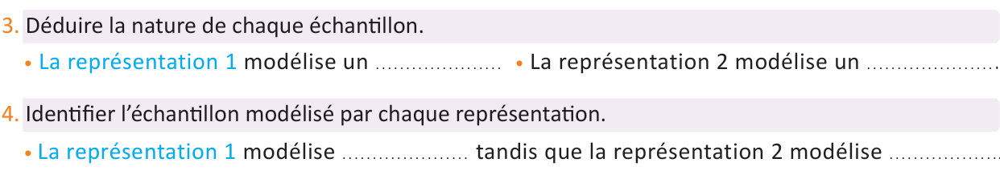 3. Déduire la nature de chaque échantillon.
• La représentation 1 modélise un ..................... • La représentation 2 modélise un ......................
4. Identifier l’échantillon modélisé par chaque représentation.
• La représentation 1 modélise ..................... tandis que la représentation 2 modélise ...................